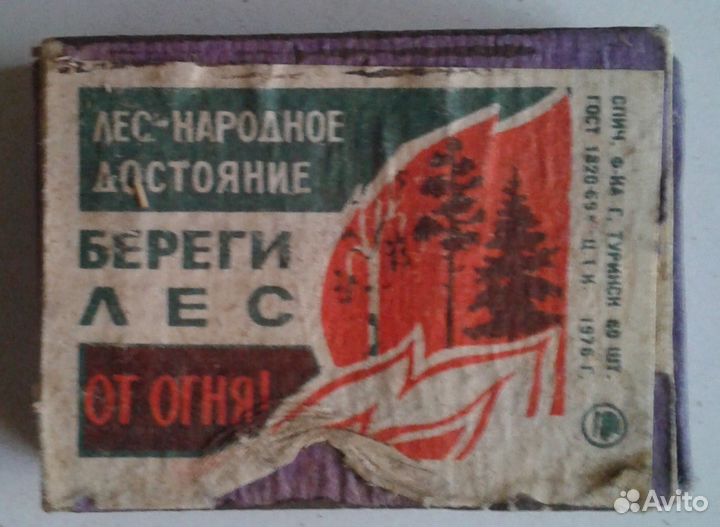 ЛЕС-НАРОДНОЕ
ДОСТОЯНИЕ
БЕРЕГИ
ЛЕС
ОТ ОГНЯ!
СПИЧ. Ф-КА Г. ТУРИНСК 60 ШТ.
ГОСТ 1820-69 Ц 1 К. 1976 Г.
Avito